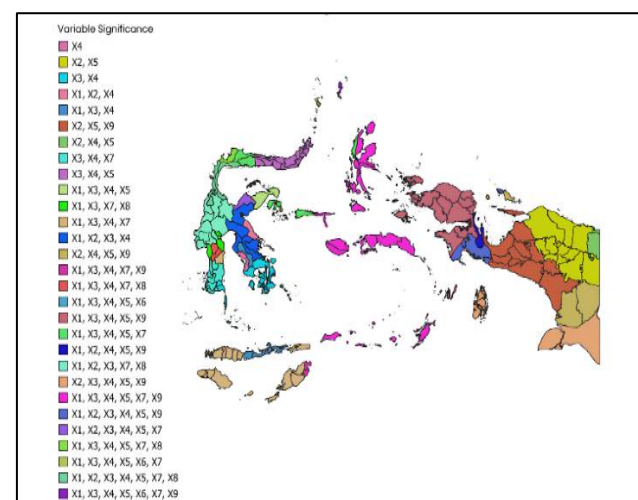 Variable Significance
X4
X2, X5
X3, X4
X1, X2, X4
X1, X3, X4
X2, X5, X9
X2, X4, X5
X3, X4, X7
X3, X4, X5
X1, X3, X4, X5
X1, X3, X7, X8
X1, X3, X4, X7
X1, X2, X3, X4
X2, X4, X5, X9
X1, X3, X4, X7, X9
X1, X3, X4, X7, X8
X1, X3, X4, X5, X6
X1, X3, X4, X5, X9
X1, X3, X4, X5, X7
X1, X2, X4, X5, X9
X1, X2, X3, X7, X8
X2, X3, X4, X5, X9
X1, X3, X4, X5, X7, X9
X1, X2, X3, X4, X5, X9
X1, X2, X3, X4, X5, X7
X1, X3, X4, X5, X7, X8
X1, X3, X4, X5, X6, X7
X1, X2, X3, X4, X5, X7, X8
X1, X3, X4, X5, X6, X7, X9